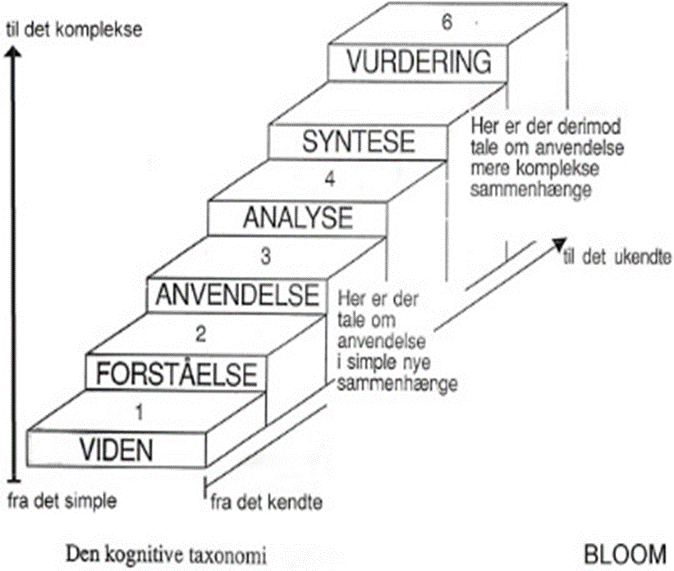 til det komplekse
6
VURDERING
SYNTESE
Her er der derimod
tale om anvendelse
mere komplekse
sammenhænge
4
ANALYSE
3
til det ukendte
ANVENDELSE
Her er der
tale om
anvendelse
i simple nye
sammenhænge
2
FORSTÅELSE
1
VIDEN
fra det simple
fra det kendte
Den kognitive taxonomi
BLOOM